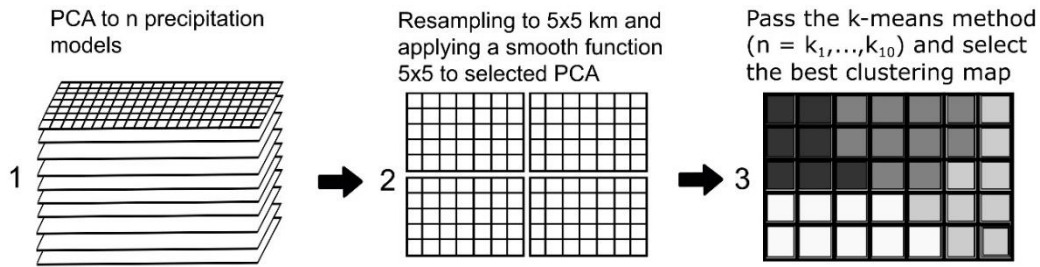 PCA to n precipitation
models
1
Resampling to 5x5 km and
applying a smooth function
5x5 to selected PCA
2
Pass the k-means method
(n = k₁,...,k₁₀) and select
the best clustering map
3